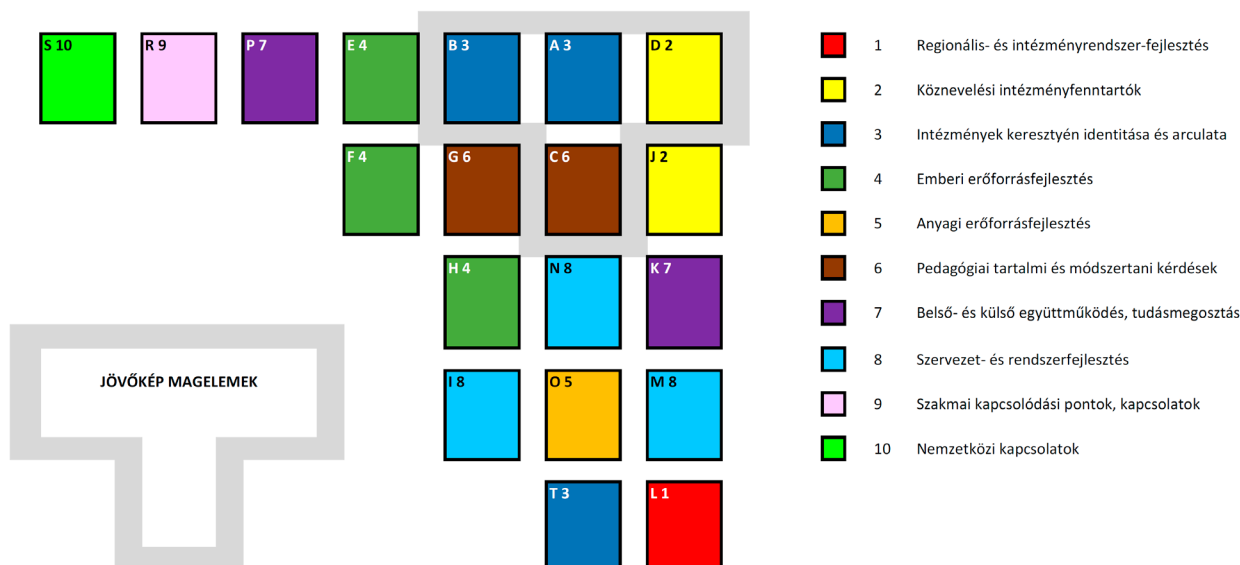 S 10 R 9 P 7 E 4 B 3 A 3 D 2
F 4 G 6 C 6 J 2
H 4 N 8 K 7
I 8 O 5 M 8
T 3 L 1
JÖVŐKÉP MAGELEMEK
1 Regionális- és intézményrendszer-fejlesztés
2 Köznevelési intézményfenntartók
3 Intézmények keresztyén identitása és arculata
4 Emberi erőforrásfejlesztés
5 Anyagi erőforrásfejlesztés
6 Pedagógiai tartalmi és módszertani kérdések
7 Belső- és külső együttműködés, tudásmegosztás
8 Szervezet- és rendszerfejlesztés
9 Szakmai kapcsolódási pontok, kapcsolatok
10 Nemzetközi kapcsolatok